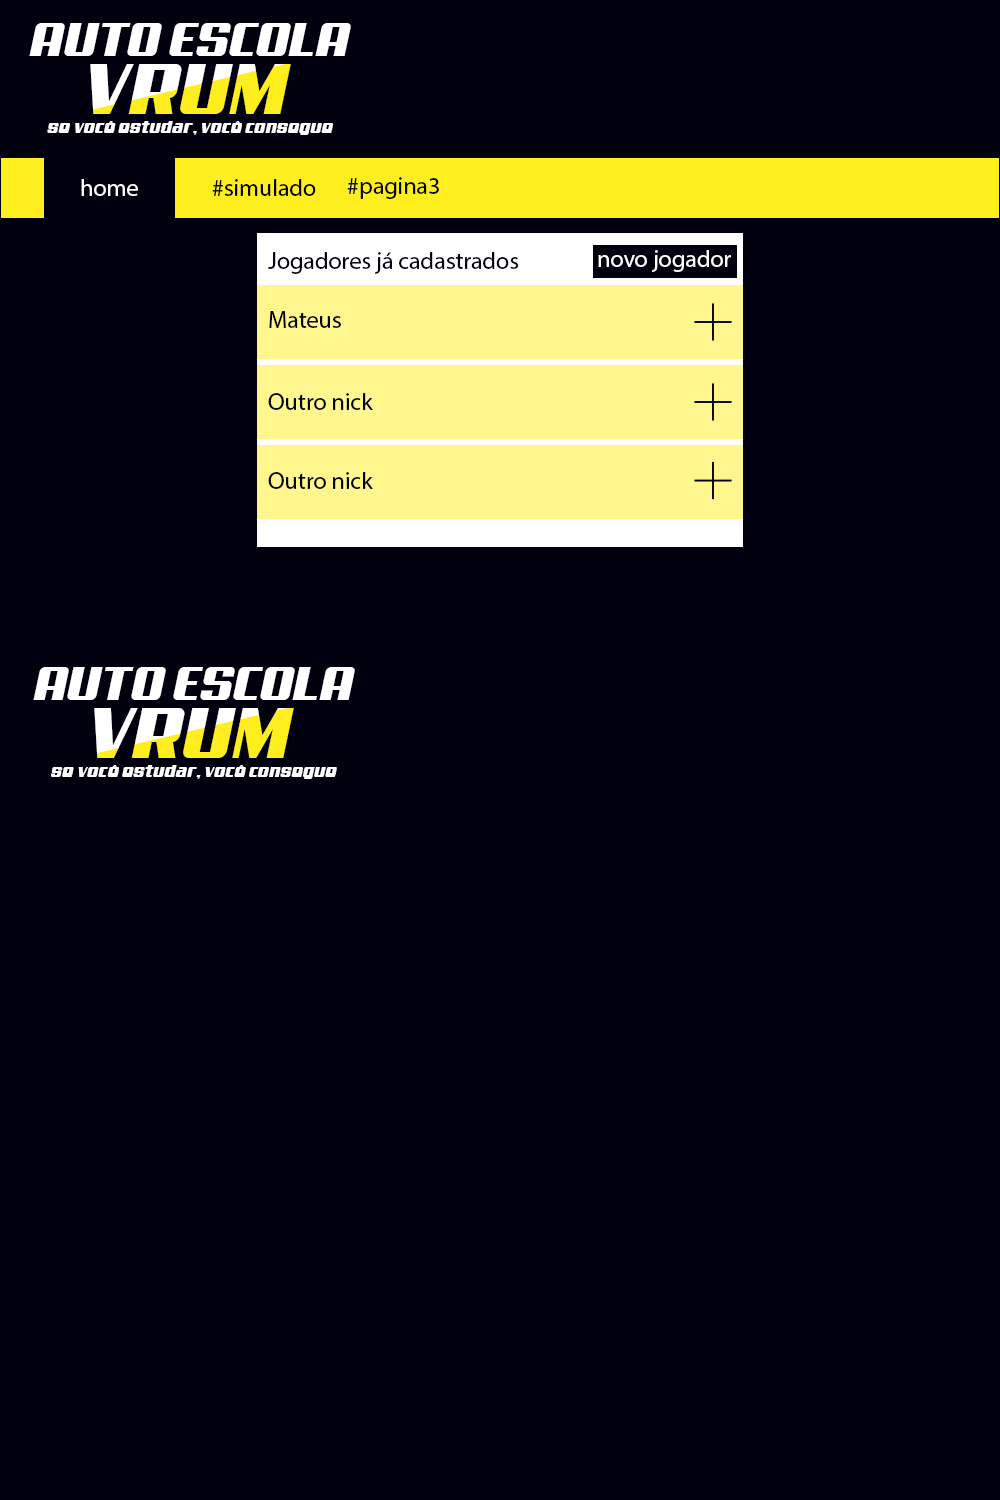 AUTO ESCOLA
VRUM
se você estudar, você consegue
home #simulado #pagina3
Jogadores já cadastrados novo jogador
Mateus
Outro nick
Outro nick
AUTO ESCOLA
VRUM
se você estudar, você consegue